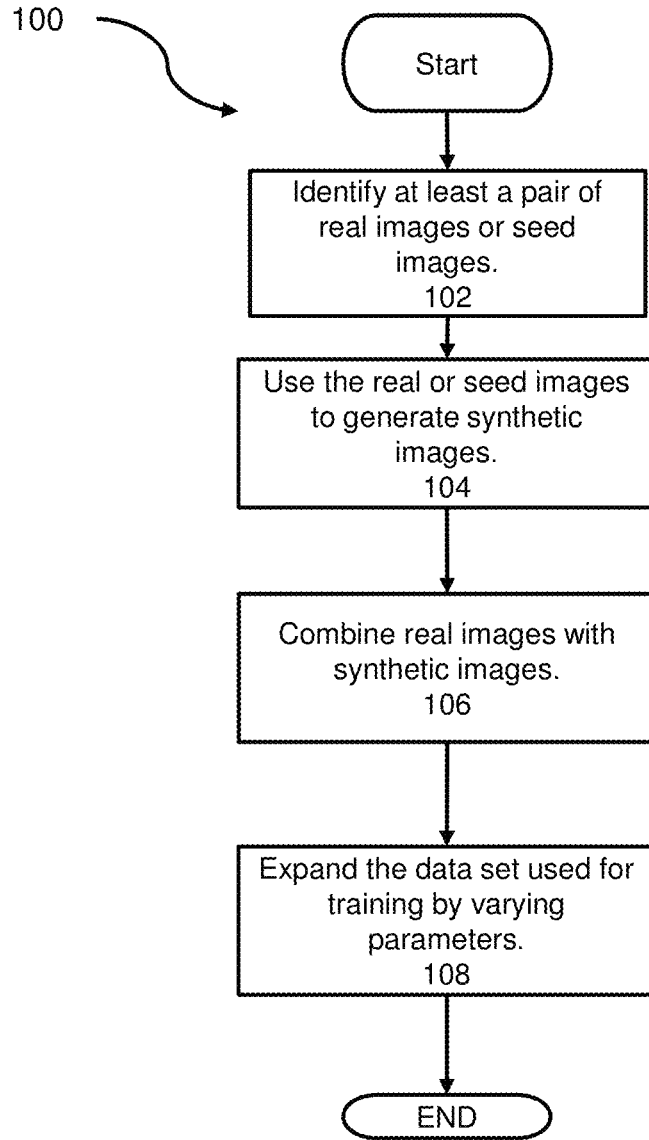 100
Start
Identify at least a pair of
real images or seed
images.
102
Use the real or seed images
to generate synthetic
images.
104
Combine real images with
synthetic images.
106
Expand the data set used for
training by varying
parameters.
108
END